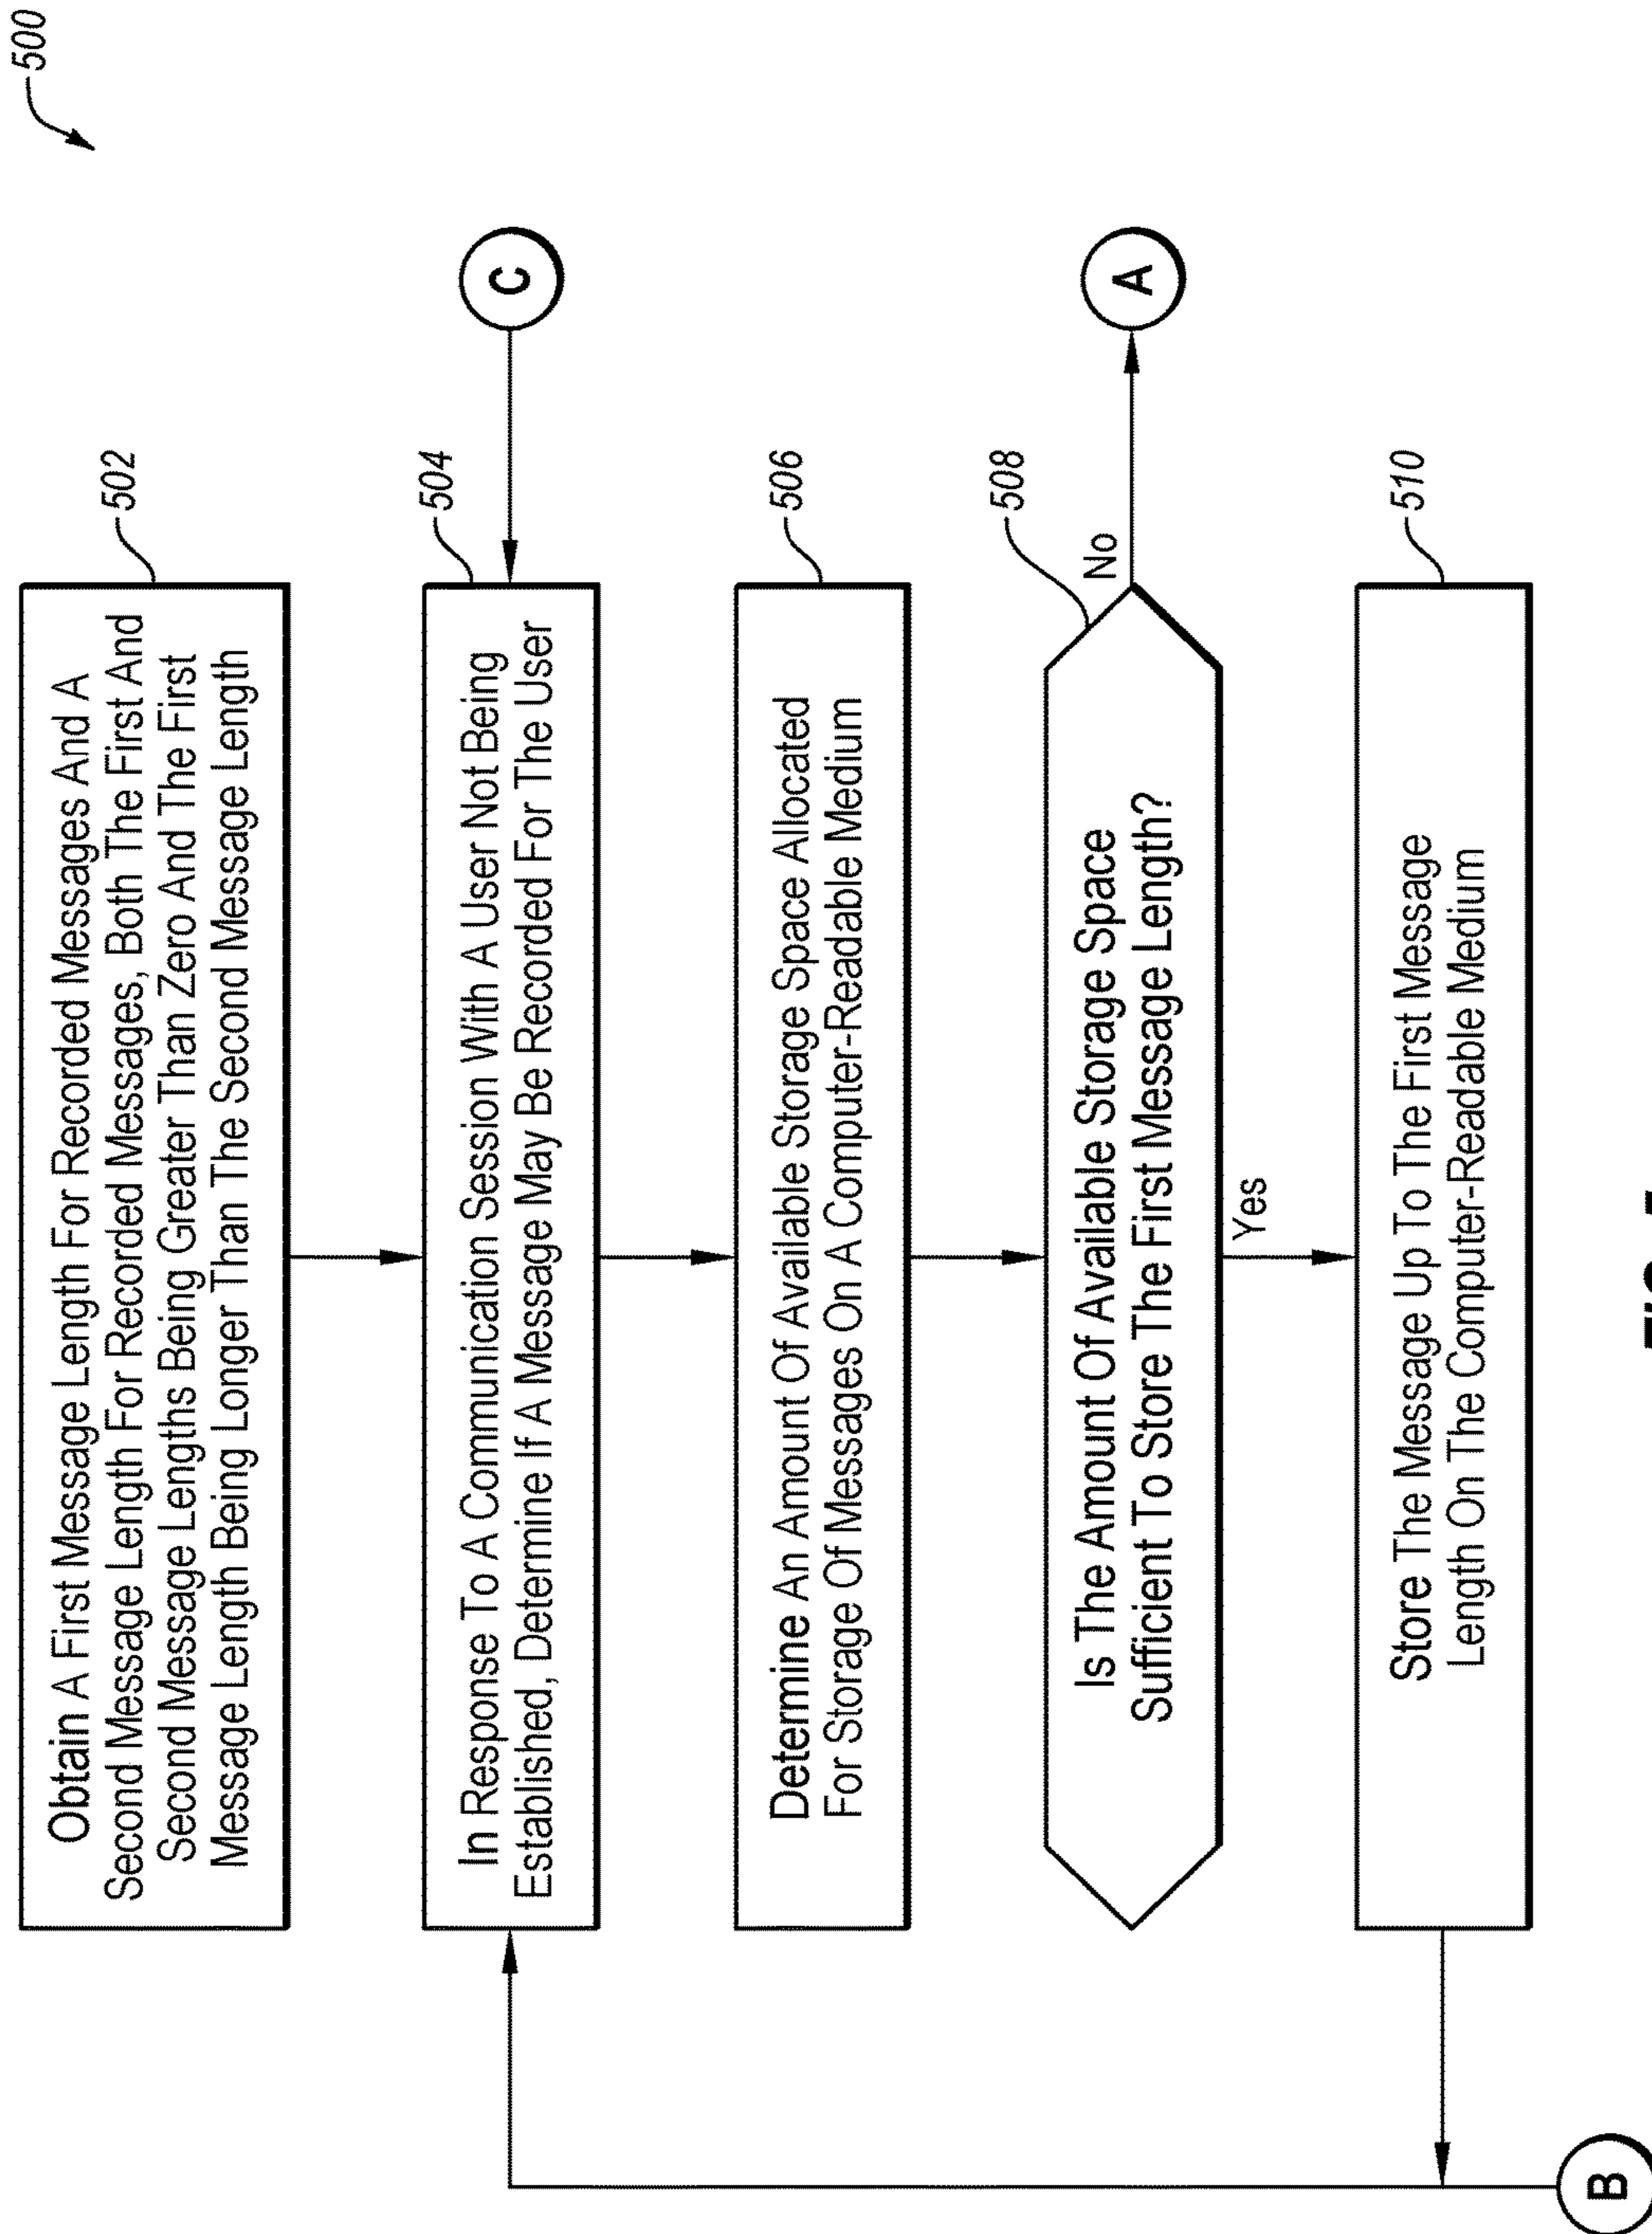 500
Obtain A First Message Length For Recorded Messages And A
Second Message Length For Recorded Messages, Both The First And
Second Message Lengths Being Greater Than Zero And The First
Message Length Being Longer Than The Second Message Length
502
In Response To A Communication Session With A User Not Being
Established, Determine If A Message May Be Recorded For The User
504
C
Determine An Amount Of Available Storage Space Allocated
For Storage Of Messages On A Computer-Readable Medium
506
Is The Amount Of Available Storage Space
Sufficient To Store The First Message Length?
508
No
A
Yes
Store The Message Up To The First Message
Length On The Computer-Readable Medium
510
B